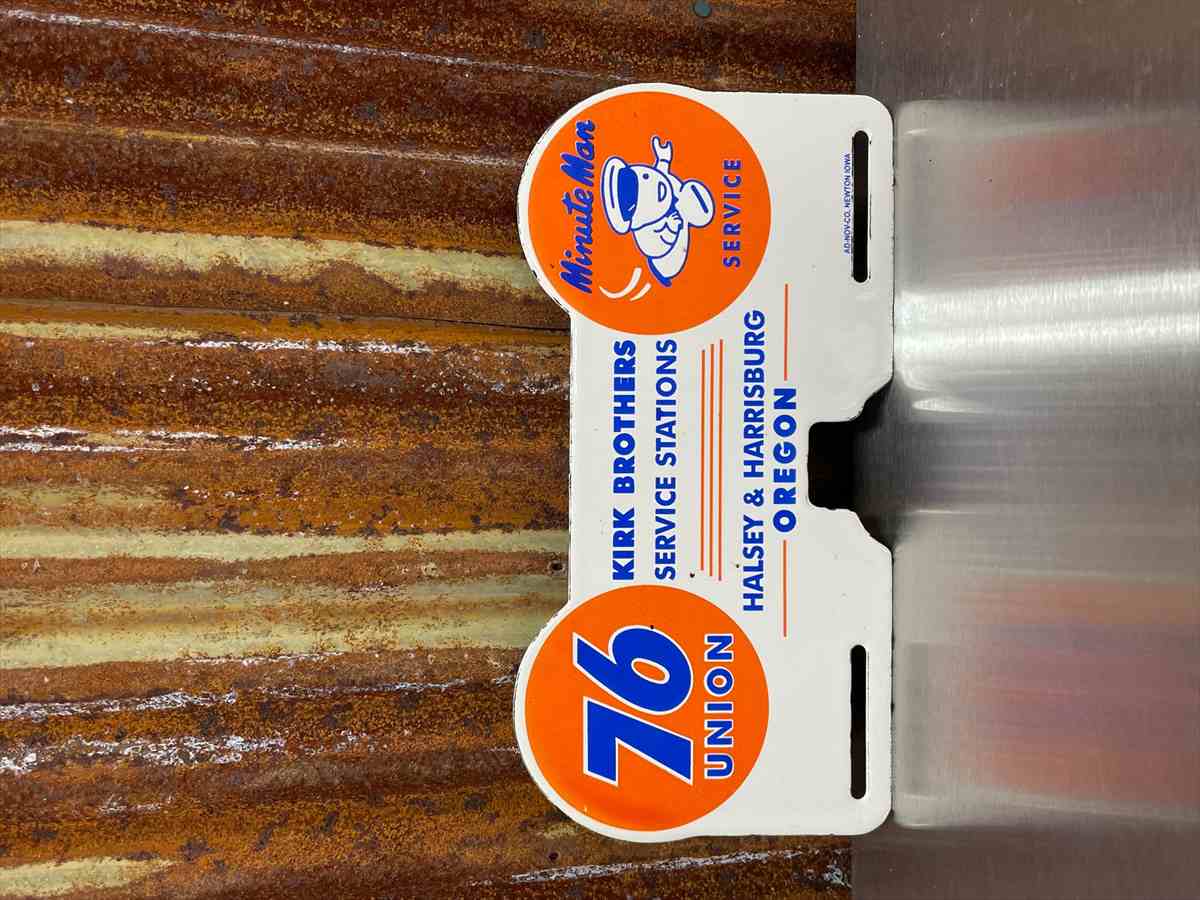 76
UNION
KIRK BROTHERS
SERVICE STATIONS
HALSEY & HARRISBURG
OREGON
Minute Man
SERVICE
AD-NOV-CO. NEWTON IOWA